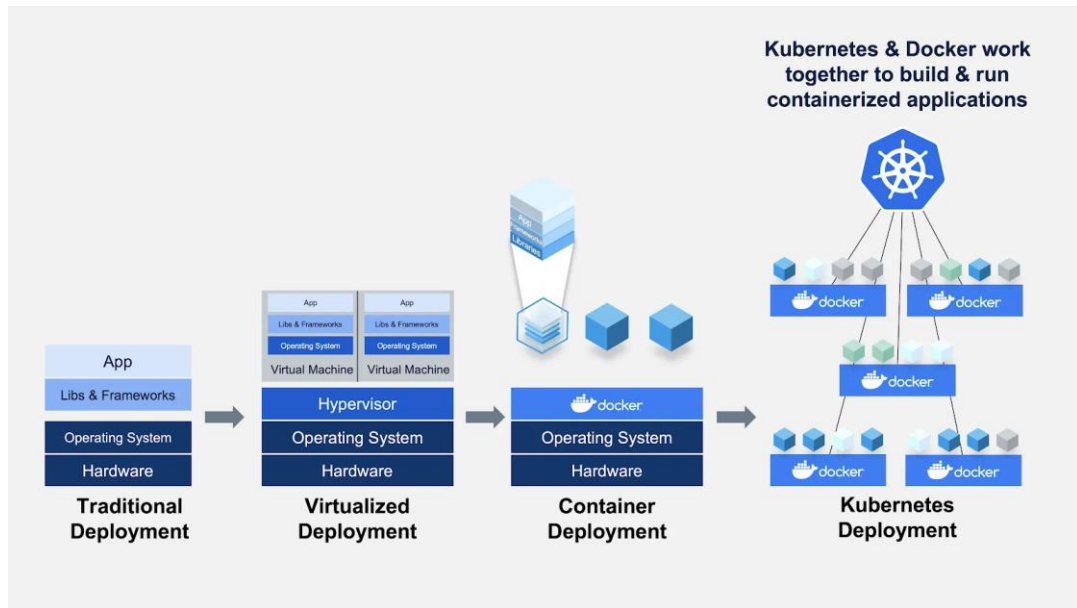 Kubernetes & Docker work
together to build & run
containerized applications
App
Libs & Frameworks
Operating System
Hardware
Traditional
Deployment
App
Libs & Frameworks
Operating System
Virtual Machine
App
Libs & Frameworks
Operating System
Virtual Machine
Hypervisor
Operating System
Hardware
Virtualized
Deployment
App
Frameworks
Libraries
docker
Operating System
Hardware
Container
Deployment
docker
docker
docker
docker
docker
Kubernetes
Deployment